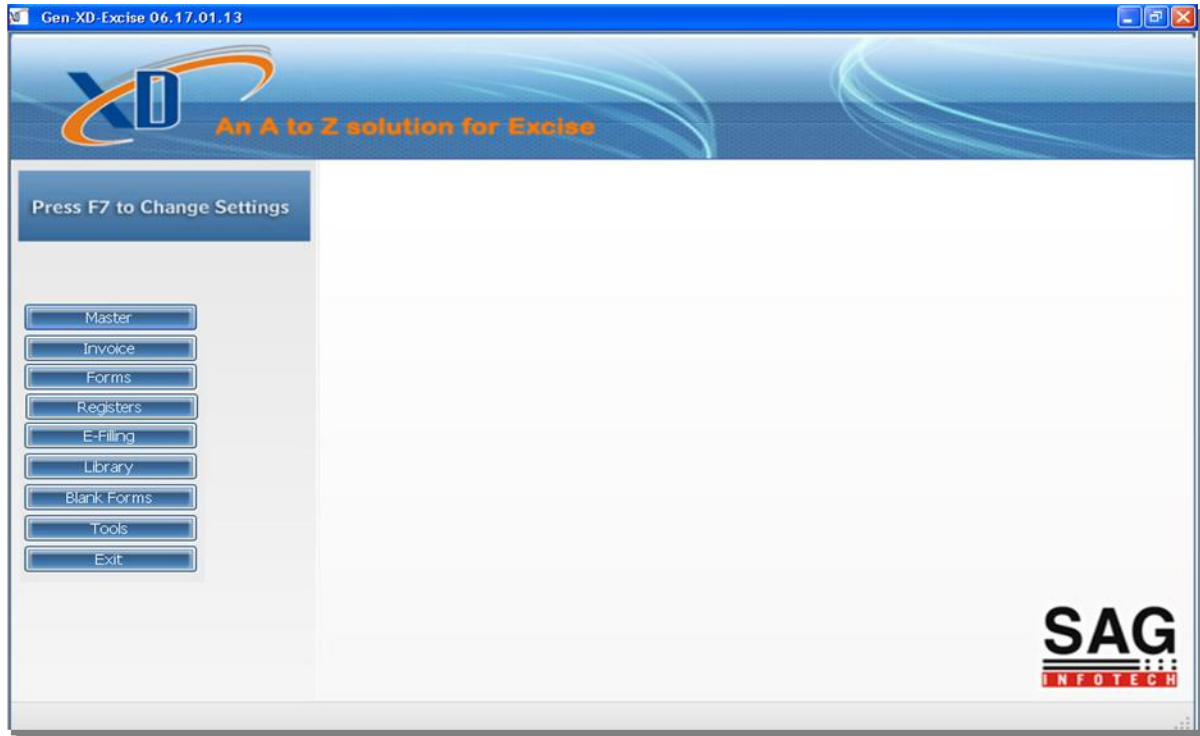 Gen-XD-Excise 06.17.01.13
XD
An A to Z solution for Excise
Press F7 to Change Settings
Master
Invoice
Forms
Registers
E-Filling
Library
Blank Forms
Tools
Exit
SAG
INFOTECH